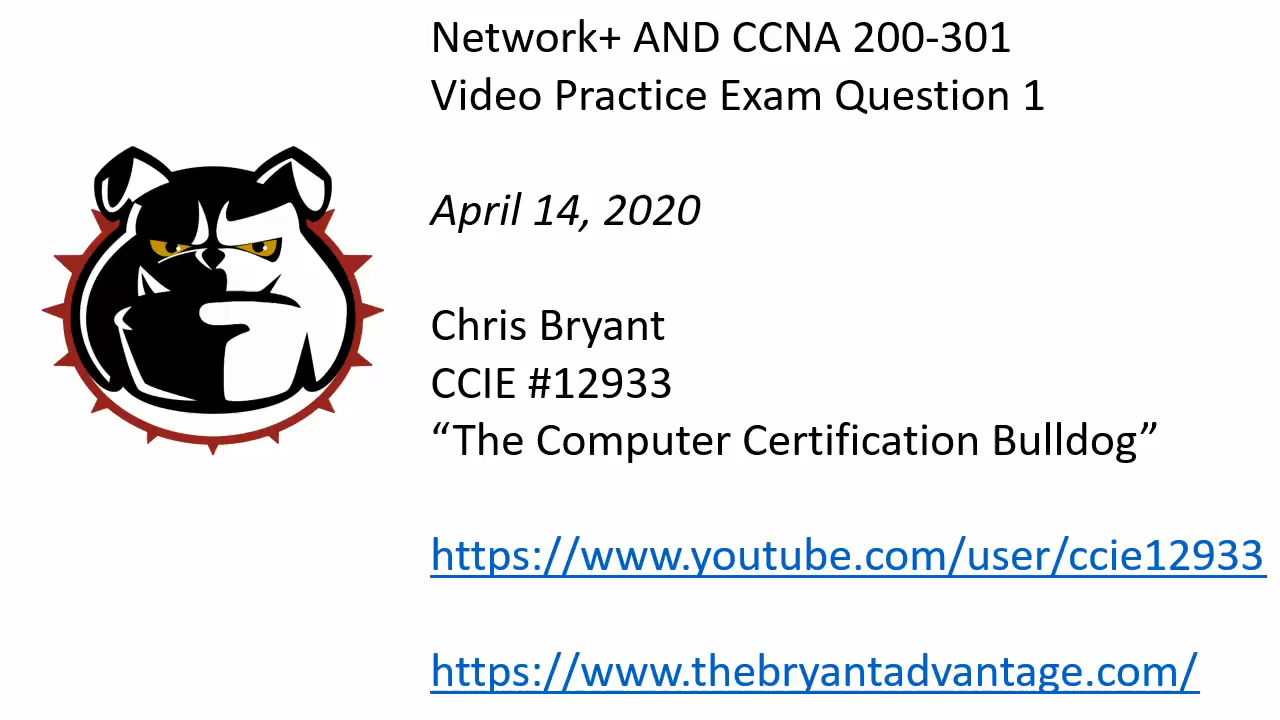 Network+ AND CCNA 200-301
Video Practice Exam Question 1
April 14, 2020
Chris Bryant
CCIE #12933
“The Computer Certification Bulldog”
https://www.youtube.com/user/ccie12933
https://www.thebryantadvantage.com/